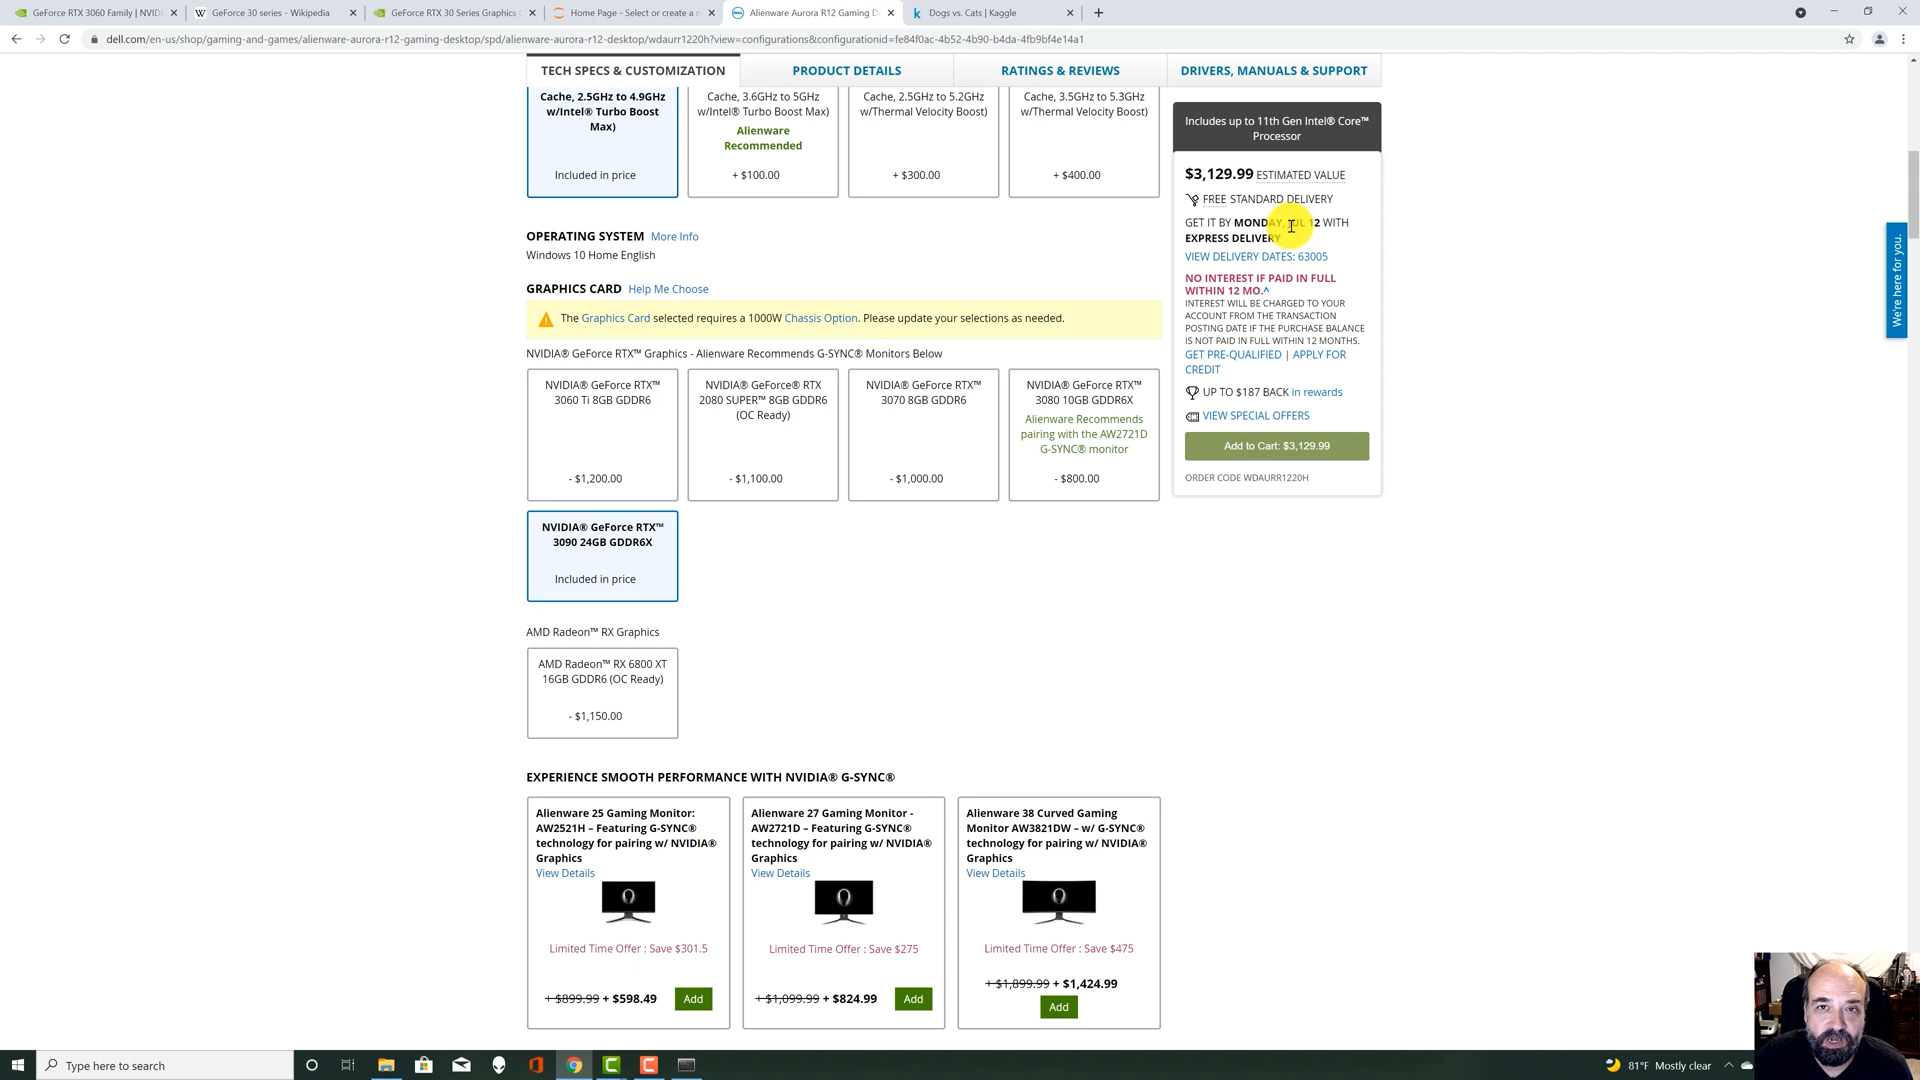 GeForce RTX 3060 Family | NVIDI
GeForce 30 series - Wikipedia
GeForce RTX 30 Series Graphics
Home Page - Select or create a n
Alienware Aurora R12 Gaming D
Dogs vs. Cats | Kaggle
dell.com/en-us/shop/gaming-and-games/alienware-aurora-r12-gaming-desktop/spd/alienware-aurora-r12-desktop/wdaurr1220h?view=configurations&configurationid=fe84f0ac-4b52-4b90-b4da-4fb9bf4e14a1
TECH SPECS & CUSTOMIZATION
PRODUCT DETAILS
RATINGS & REVIEWS
DRIVERS, MANUALS & SUPPORT
Cache, 2.5GHz to 4.9GHz
w/Intel® Turbo Boost
Max)
Included in price
Cache, 3.6GHz to 5GHz
w/Intel® Turbo Boost Max)
Alienware
Recommended
+ $100.00
Cache, 2.5GHz to 5.2GHz
w/Thermal Velocity Boost)
+ $300.00
Cache, 3.5GHz to 5.3GHz
w/Thermal Velocity Boost)
+ $400.00
OPERATING SYSTEM More Info
Windows 10 Home English
GRAPHICS CARD Help Me Choose
The Graphics Card selected requires a 1000W Chassis Option. Please update your selections as needed.
NVIDIA® GeForce RTX™ Graphics - Alienware Recommends G-SYNC® Monitors Below
NVIDIA® GeForce RTX™
3060 Ti 8GB GDDR6
- $1,200.00
NVIDIA® GeForce® RTX
2080 SUPER™ 8GB GDDR6
(OC Ready)
- $1,100.00
NVIDIA® GeForce RTX™
3070 8GB GDDR6
- $1,000.00
NVIDIA® GeForce RTX™
3080 10GB GDDR6X
Alienware Recommends
pairing with the AW2721D
G-SYNC® monitor
- $800.00
NVIDIA® GeForce RTX™
3090 24GB GDDR6X
Included in price
AMD Radeon™ RX Graphics
AMD Radeon™ RX 6800 XT
16GB GDDR6 (OC Ready)
- $1,150.00
EXPERIENCE SMOOTH PERFORMANCE WITH NVIDIA® G-SYNC®
Alienware 25 Gaming Monitor:
AW2521H – Featuring G-SYNC®
technology for pairing w/ NVIDIA®
Graphics
View Details
Limited Time Offer : Save $301.5
+ $899.99 + $598.49
Add
Alienware 27 Gaming Monitor -
AW2721D – Featuring G-SYNC®
technology for pairing w/ NVIDIA®
Graphics
View Details
Limited Time Offer : Save $275
+ $1,099.99 + $824.99
Add
Alienware 38 Curved Gaming
Monitor AW3821DW – w/ G-SYNC®
technology for pairing w/ NVIDIA®
Graphics
View Details
Limited Time Offer : Save $475
+ $1,899.99 + $1,424.99
Add
Includes up to 11th Gen Intel® Core™
Processor
$3,129.99 ESTIMATED VALUE
FREE STANDARD DELIVERY
GET IT BY MONDAY, JUL 12 WITH
EXPRESS DELIVERY
VIEW DELIVERY DATES: 63005
NO INTEREST IF PAID IN FULL
WITHIN 12 MO.^
INTEREST WILL BE CHARGED TO YOUR
ACCOUNT FROM THE TRANSACTION
POSTING DATE IF THE PURCHASE BALANCE
IS NOT PAID IN FULL WITHIN 12 MONTHS.
GET PRE-QUALIFIED | APPLY FOR
CREDIT
UP TO $187 BACK in rewards
VIEW SPECIAL OFFERS
Add to Cart: $3,129.99
ORDER CODE WDAURR1220H
We're here for you.
Type here to search
81°F Mostly clear